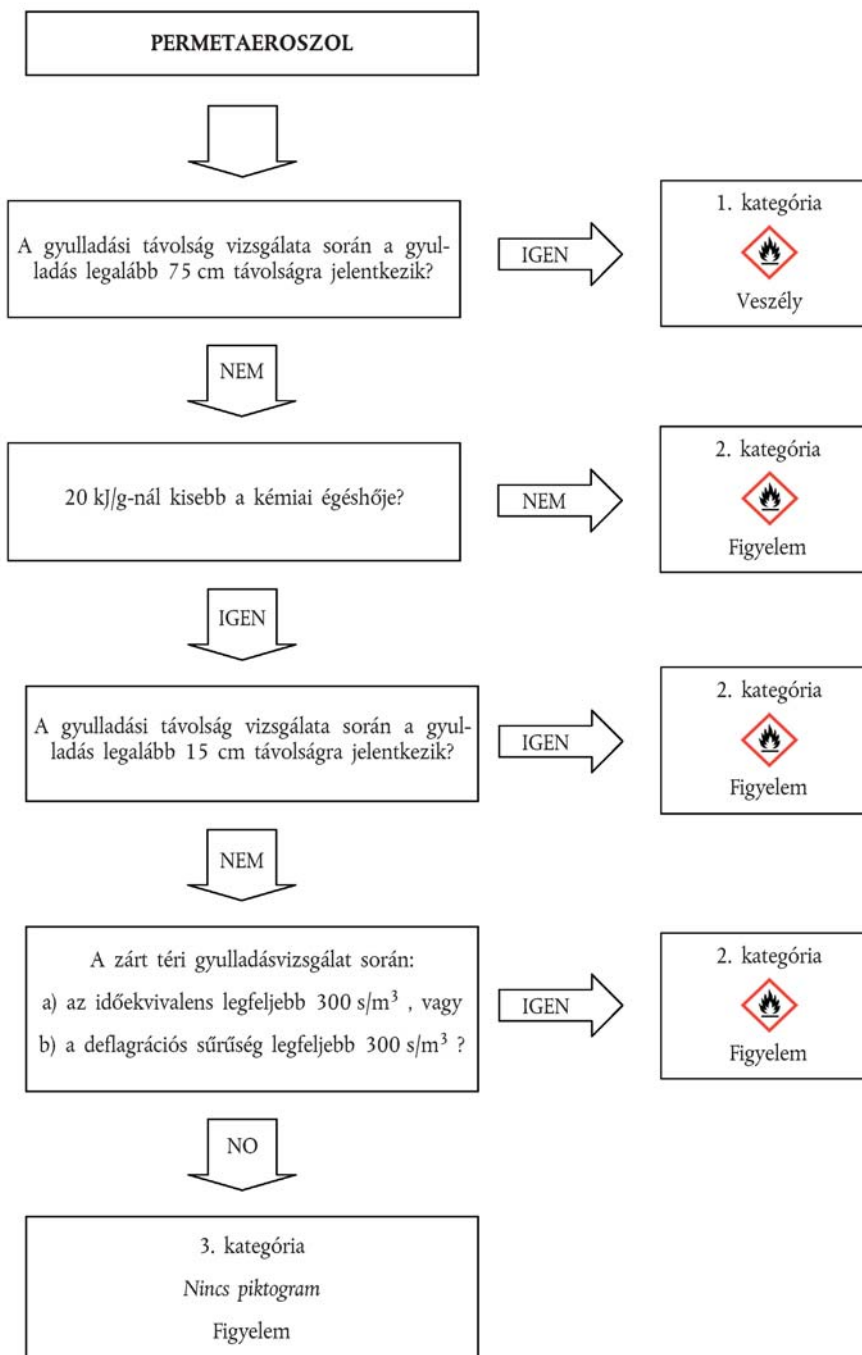 PERMETAEROSZOL
A gyulladási távolság vizsgálata során a gyul-
ladás legalább 75 cm távolságra jelentkezik?
IGEN
1. kategória
Veszély
NEM
20 kJ/g-nál kisebb a kémiai égéshője?
NEM
2. kategória
Figyelem
IGEN
A gyulladási távolság vizsgálata során a gyul-
ladás legalább 15 cm távolságra jelentkezik?
IGEN
2. kategória
Figyelem
NEM
A zárt téri gyulladásvizsgálat során:
a) az időekvivalens legfeljebb 300 s/m³ , vagy
b) a deflagrációs sűrűség legfeljebb 300 s/m³ ?
IGEN
2. kategória
Figyelem
NO
3. kategória
Nincs piktogram
Figyelem